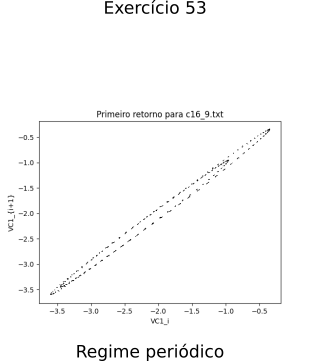 Exercício 53
Primeiro retorno para c16_9.txt
−0.5
−1.0
−1.5
−2.0
−2.5
−3.0
−3.5
VC1_{i+1}
−3.5 −3.0 −2.5 −2.0 −1.5 −1.0 −0.5
VC1_i
Regime periódico